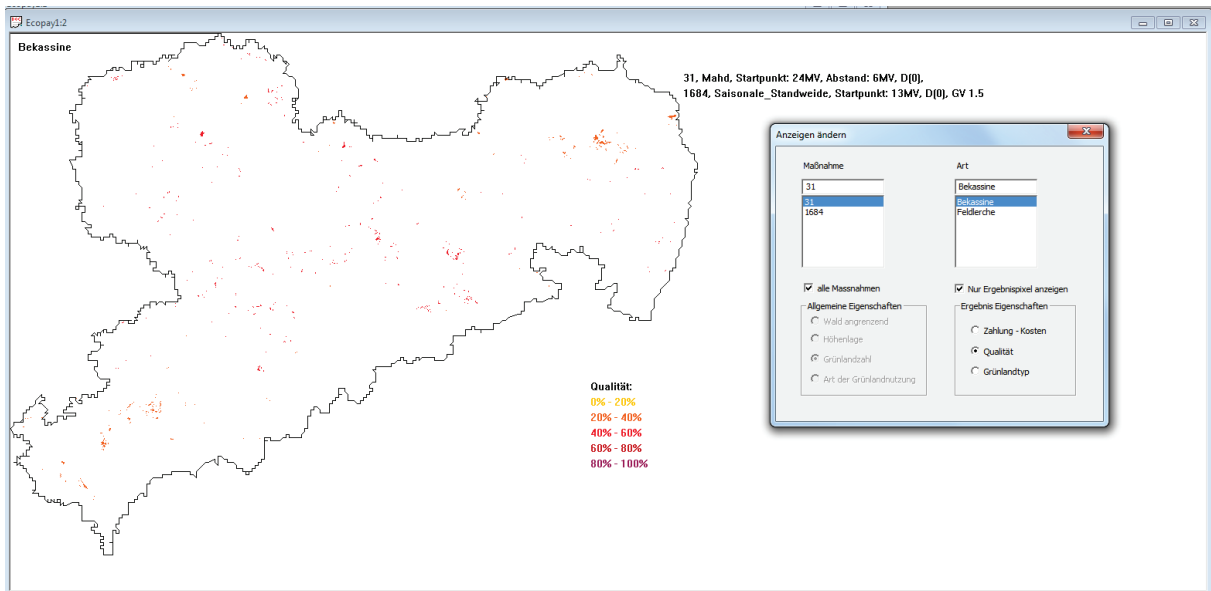 Ecopay1:2
Bekassine
31, Mahd, Startpunkt: 24MV, Abstand: 6MV, D(0),
1684, Saisonale_Standweide, Startpunkt: 13MV, D(0), GV 1.5
Anzeigen ändern
Maßnahme
Art
31
Bekassine
31
Bekassine
1684
Feldlerche
alle Massnahmen
Nur Ergebnispixel anzeigen
Allgemeine Eigenschaften
Ergebnis Eigenschaften
Wald angrenzend
Zahlung - Kosten
Höhenlage
Qualität
Grünlandzahl
Grünlandtyp
Art der Grünlandnutzung
Qualität:
0% - 20%
20% - 40%
40% - 60%
60% - 80%
80% - 100%